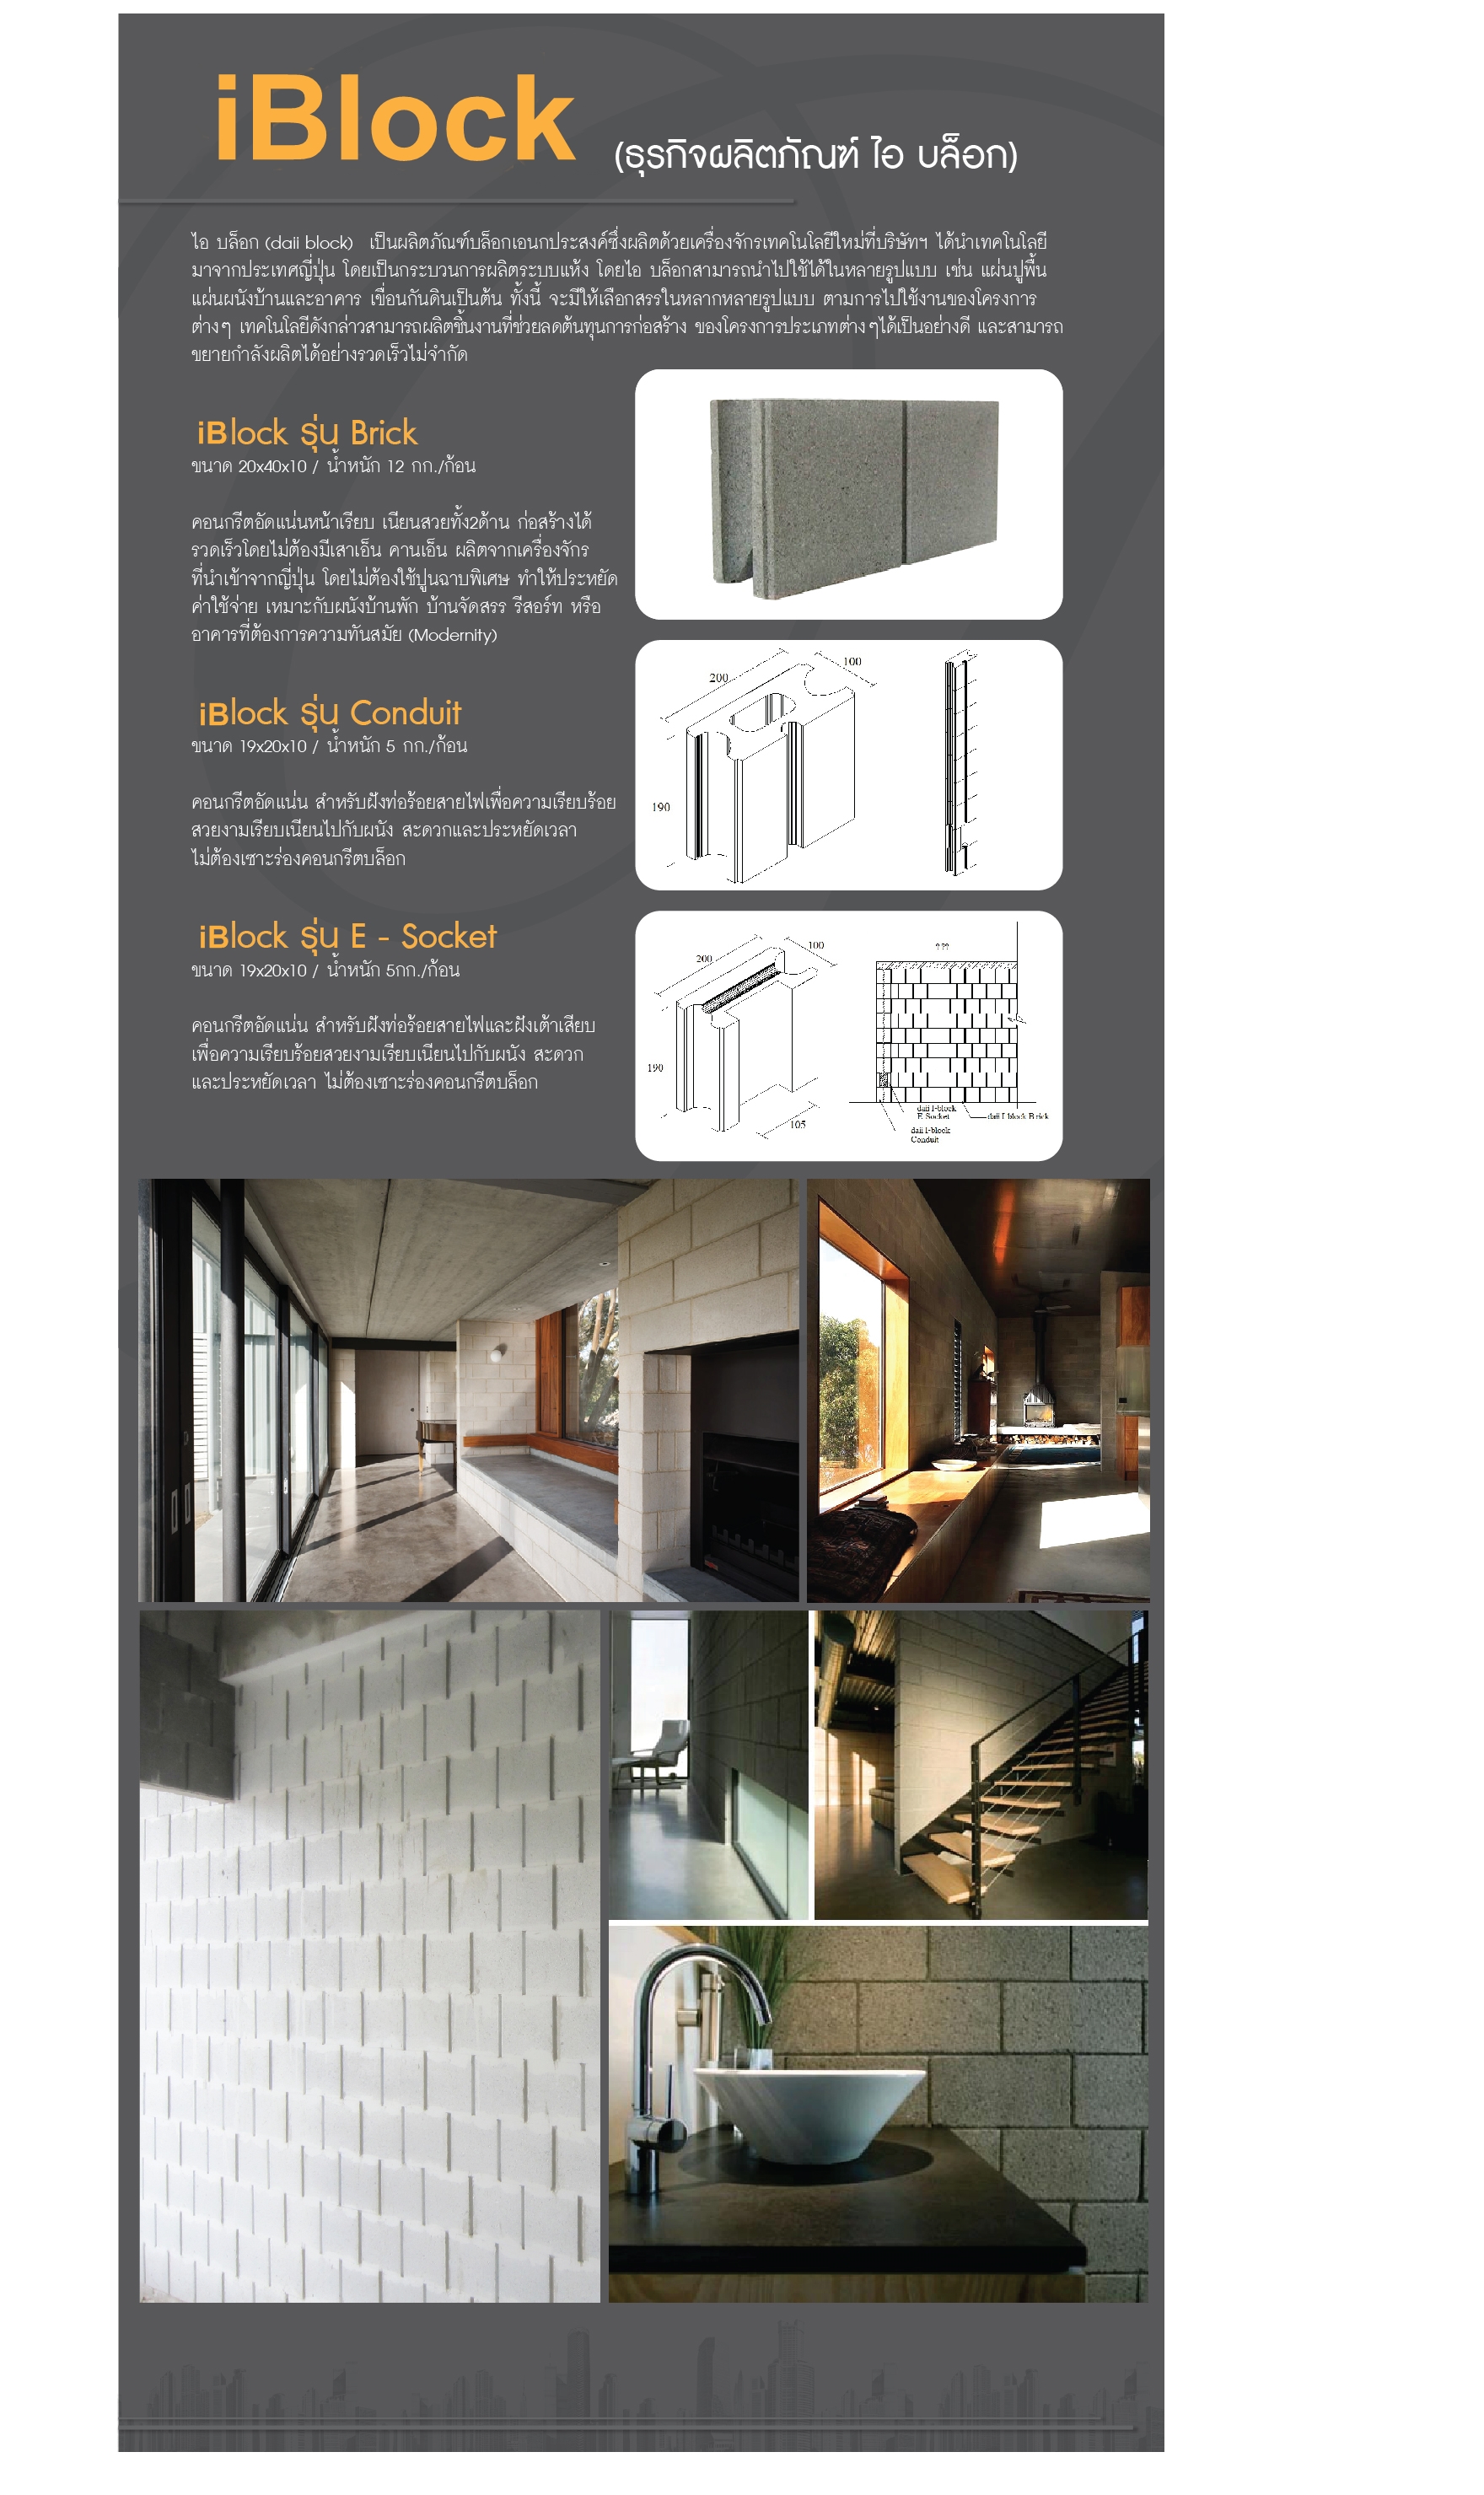 iBlock (ธุรกิจผลิตภัณฑ์ ไอ บล็อก)
ไอ บล็อก (daii block) เป็นผลิตภัณฑ์บล็อกเอนกประสงค์ซึ่งผลิตด้วยเครื่องจักรเทคโนโลยีใหม่ที่บริษัทฯ ได้นำเทคโนโลยี
มาจากประเทศญี่ปุ่น โดยเป็นกระบวนการผลิตระบบแห้ง โดยไอ บล็อกสามารถนำไปใช้ได้ในหลายรูปแบบ เช่น แผ่นปูพื้น
แผ่นผนังบ้านและอาคาร เขื่อนกันดินเป็นต้น ทั้งนี้ จะมีให้เลือกสรรในหลากหลายรูปแบบ ตามการไปใช้งานของโครงการ
ต่างๆ เทคโนโลยีดังกล่าวสามารถผลิตชิ้นงานที่ช่วยลดต้นทุนการก่อสร้าง ของโครงการประเภทต่างๆได้เป็นอย่างดี และสามารถ
ขยายกำลังผลิตได้อย่างรวดเร็วไม่จำกัด
iBlock รุ่น Brick
ขนาด 20x40x10 / น้ำหนัก 12 กก./ก้อน
คอนกรีตอัดแน่นหน้าเรียบ เนียนสวยทั้ง2ด้าน ก่อสร้างได้
รวดเร็วโดยไม่ต้องมีเสาเอ็น คานเอ็น ผลิตจากเครื่องจักร
ที่นำเข้าจากญี่ปุ่น โดยไม่ต้องใช้ปูนฉาบพิเศษ ทำให้ประหยัด
ค่าใช้จ่าย เหมาะกับผนังบ้านพัก บ้านจัดสรร รีสอร์ท หรือ
อาคารที่ต้องการความทันสมัย (Modernity)
iBlock รุ่น Conduit
ขนาด 19x20x10 / น้ำหนัก 5 กก./ก้อน
คอนกรีตอัดแน่น สำหรับฝังท่อร้อยสายไฟเพื่อความเรียบร้อย
สวยงามเรียบเนียนไปกับผนัง สะดวกและประหยัดเวลา
ไม่ต้องเซาะร่องคอนกรีตบล็อก
200
100
190
iBlock รุ่น E - Socket
ขนาด 19x20x10 / น้ำหนัก 5กก./ก้อน
คอนกรีตอัดแน่น สำหรับฝังท่อร้อยสายไฟและฝังเต้าเสียบ
เพื่อความเรียบร้อยสวยงามเรียบเนียนไปกับผนัง สะดวก
และประหยัดเวลา ไม่ต้องเซาะร่องคอนกรีตบล็อก
200
100
190
105
daii I-block
E Socket
daii I block Brick
daii I-block
Conduit